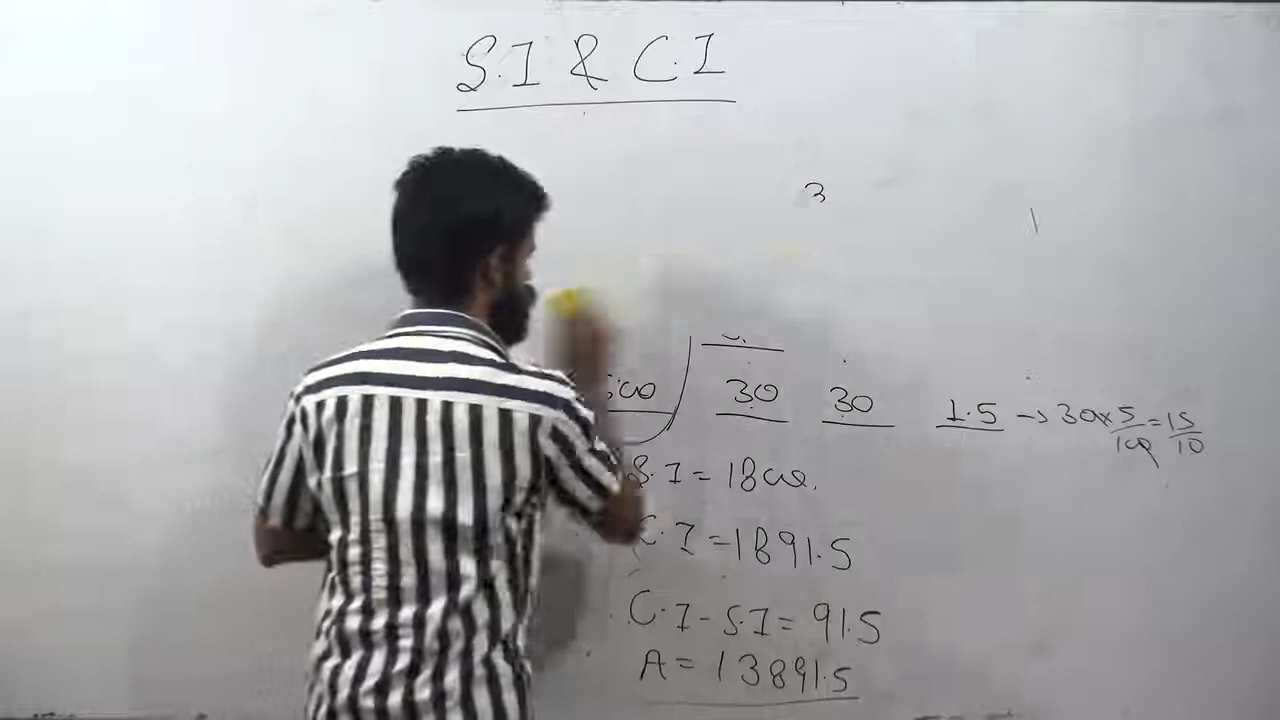 S.I & C.I
3
30 30 1.5 → 30×5/100 = 15/10
S.I = 1800.
C.I = 1891.5
C.I - S.I = 91.5
A = 13891.5